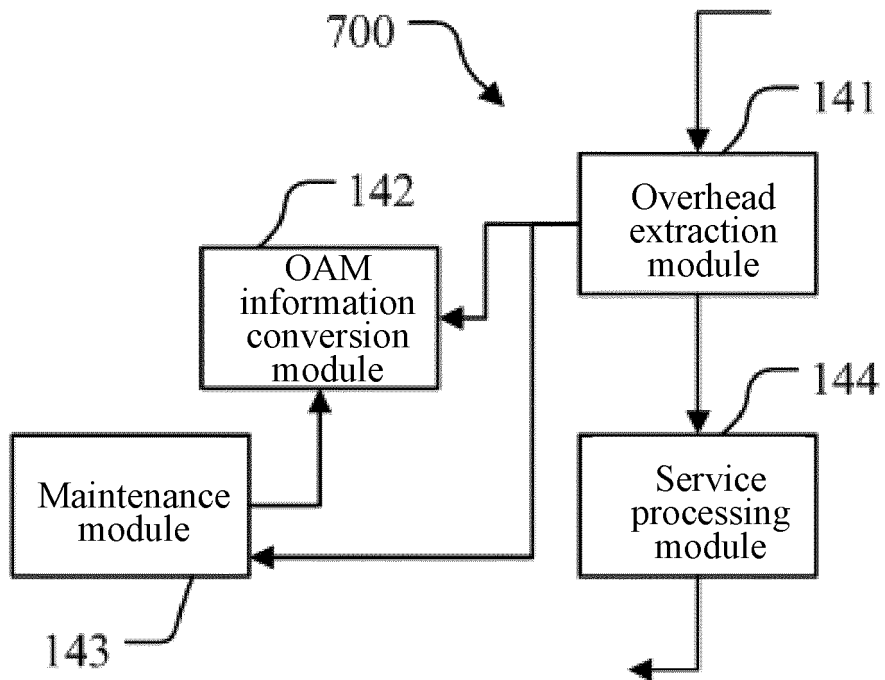 700
141
Overhead
extraction
module
142
OAM
information
conversion
module
144
Maintenance
module
Service
processing
module
143